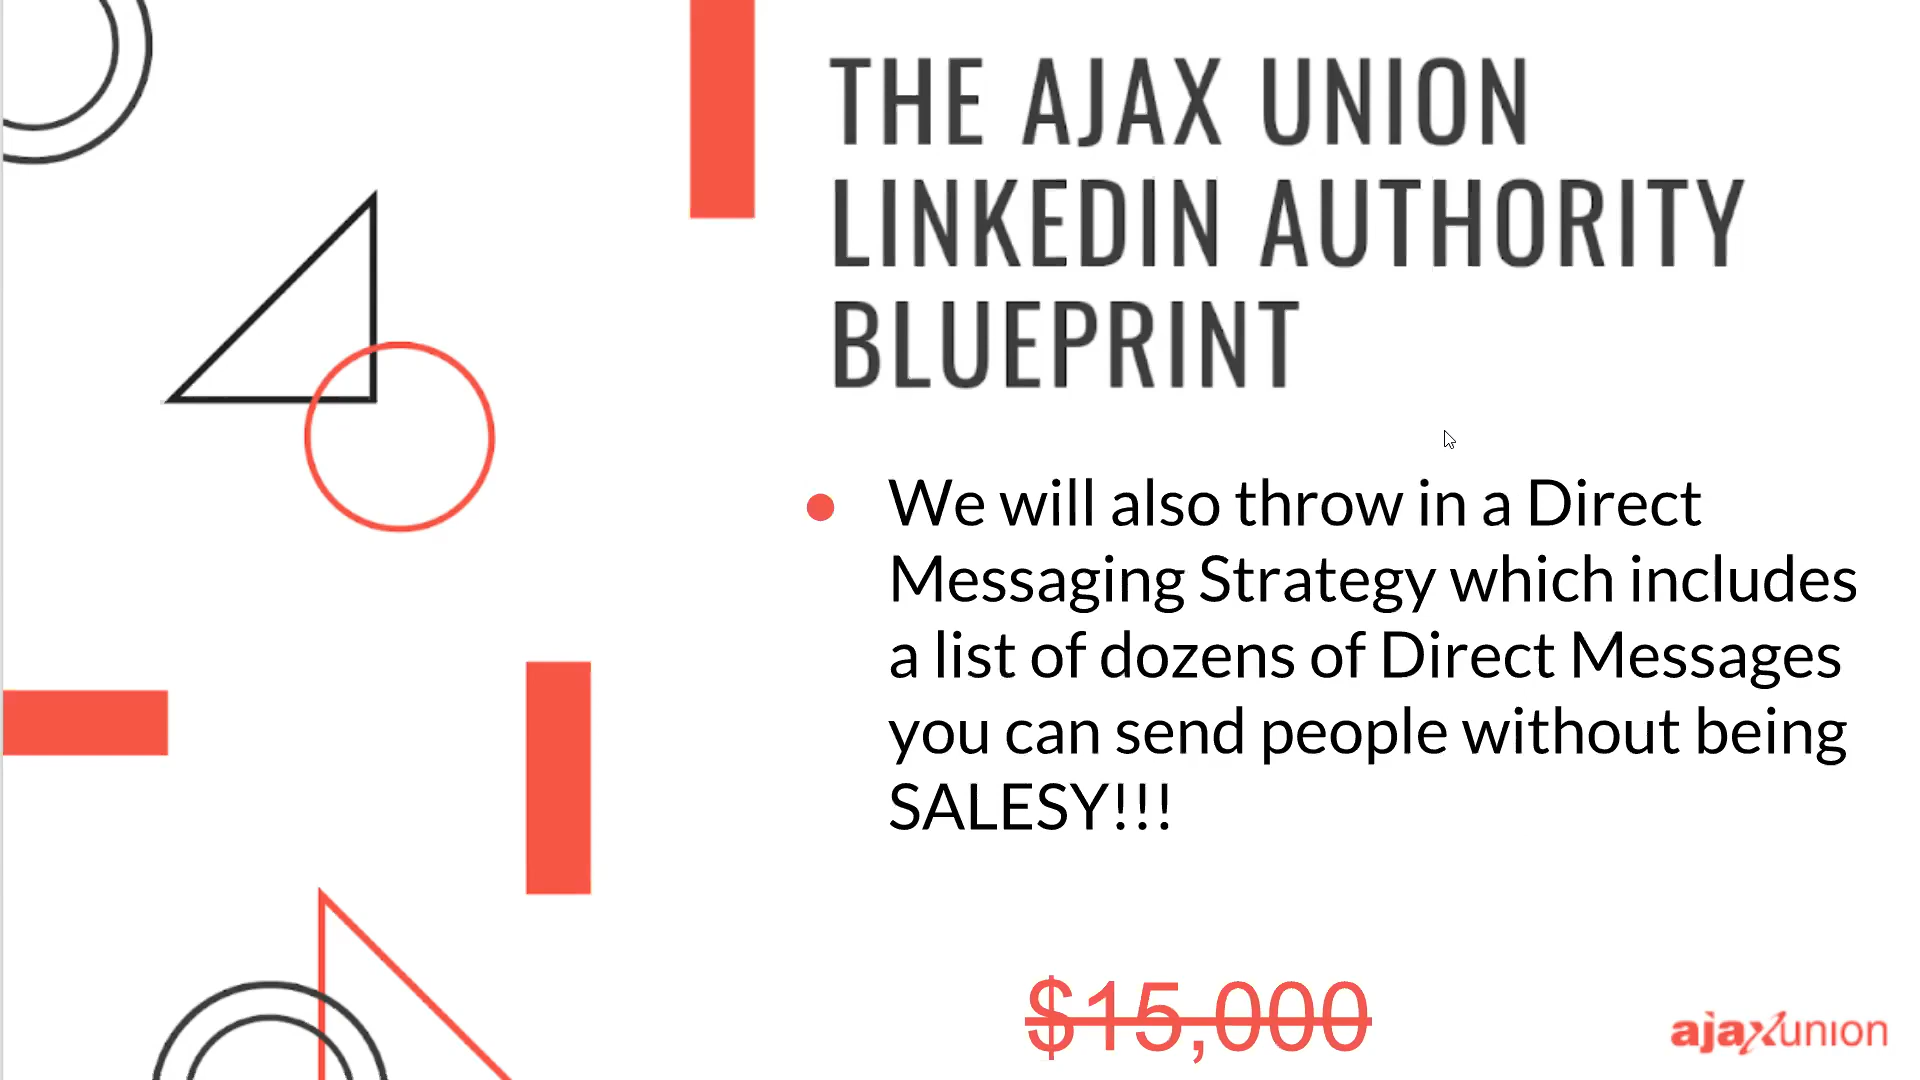 THE AJAX UNION
LINKEDIN AUTHORITY
BLUEPRINT
We will also throw in a Direct
Messaging Strategy which includes
a list of dozens of Direct Messages
you can send people without being
SALESY!!!
$15,000
ajaxunion